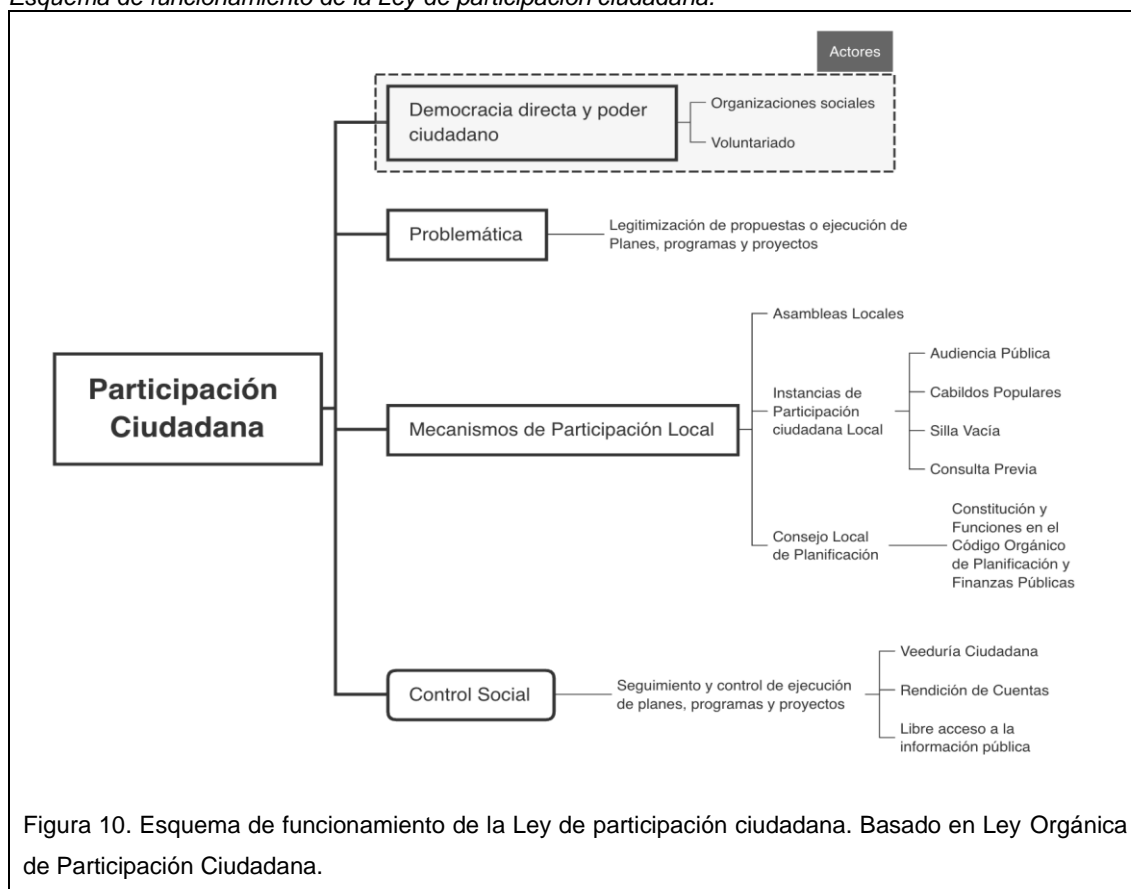 Esquema de funcionamiento de la Ley de participación ciudadana.
Actores
Democracia directa y poder
ciudadano
Organizaciones sociales
Voluntariado
Problemática
Legitimización de propuestas o ejecución de
Planes, programas y proyectos
Participación
Ciudadana
Mecanismos de Participación Local
Asambleas Locales
Instancias de
Participación
ciudadana Local
Audiencia Pública
Cabildos Populares
Silla Vacía
Consulta Previa
Consejo Local
de Planificación
Constitución y
Funciones en el
Código Orgánico
de Planificación y
Finanzas Públicas
Control Social
Seguimiento y control de ejecución
de planes, programas y proyectos
Veeduría Ciudadana
Rendición de Cuentas
Libre acceso a la
información pública
Figura 10. Esquema de funcionamiento de la Ley de participación ciudadana. Basado en Ley Orgánica
de Participación Ciudadana.